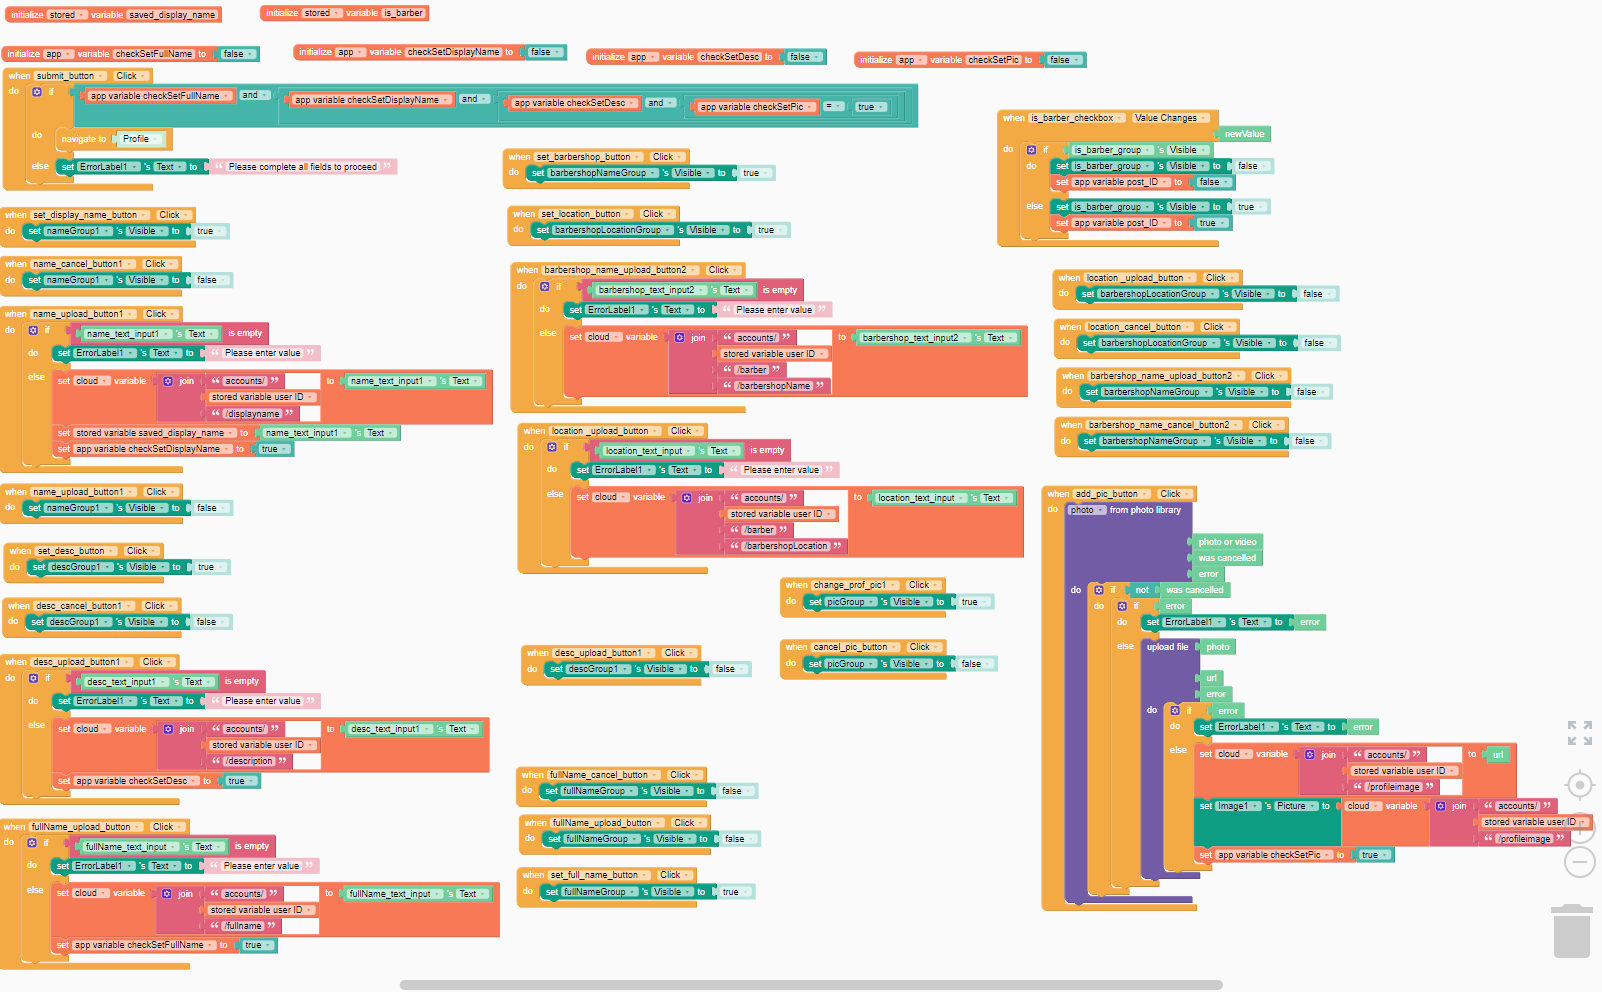 initialize stored variable saved_display_name
initialize stored variable is_barber
initialize app variable checkSetFullName to false
initialize app variable checkSetDisplayName to false
initialize app variable checkSetDesc to false
initialize app variable checkSetPic to false
when submit_button Click
do if app variable checkSetFullName and app variable checkSetDisplayName and app variable checkSetDesc and app variable checkSetPic = true
do navigate to Profile
else set ErrorLabel1 's Text to “ Please complete all fields to proceed ”
when set_display_name_button Click
do set nameGroup1 's Visible to true
when name_cancel_button1 Click
do set nameGroup1 's Visible to false
when name_upload_button1 Click
do if name_text_input1 's Text is empty
do set ErrorLabel1 's Text to “ Please enter value ”
else set cloud variable join “ accounts/ ” to name_text_input1 's Text
stored variable user ID
“ /displayname ”
set stored variable saved_display_name to name_text_input1 's Text
set app variable checkSetDisplayName to true
when name_upload_button1 Click
do set nameGroup1 's Visible to false
when set_desc_button Click
do set descGroup1 's Visible to true
when desc_cancel_button1 Click
do set descGroup1 's Visible to false
when desc_upload_button1 Click
do if desc_text_input1 's Text is empty
do set ErrorLabel1 's Text to “ Please enter value ”
else set cloud variable join “ accounts/ ” to desc_text_input1 's Text
stored variable user ID
“ /description ”
set app variable checkSetDesc to true
when fullName_upload_button Click
do if fullName_text_input 's Text is empty
do set ErrorLabel1 's Text to “ Please enter value ”
else set cloud variable join “ accounts/ ” to fullName_text_input 's Text
stored variable user ID
“ /fullname ”
set app variable checkSetFullName to true
when set_barbershop_button Click
do set barbershopNameGroup 's Visible to true
when set_location_button Click
do set barbershopLocationGroup 's Visible to true
when barbershop_name_upload_button2 Click
do if barbershop_text_input2 's Text is empty
do set ErrorLabel1 's Text to “ Please enter value ”
else set cloud variable join “ accounts/ ” to barbershop_text_input2 's Text
stored variable user ID
“ /barber ”
“ /barbershopName ”
when location _upload_button Click
do if location_text_input 's Text is empty
do set ErrorLabel1 's Text to “ Please enter value ”
else set cloud variable join “ accounts/ ” to location_text_input 's Text
stored variable user ID
“ /barber ”
“ /barbershopLocation ”
when change_prof_pic1 Click
do set picGroup 's Visible to true
when desc_upload_button1 Click
do set descGroup1 's Visible to false
when cancel_pic_button Click
do set picGroup 's Visible to false
when fullName_cancel_button Click
do set fullNameGroup 's Visible to false
when fullName_upload_button Click
do set fullNameGroup 's Visible to false
when set_full_name_button Click
do set fullNameGroup 's Visible to true
when is_barber_checkbox Value Changes
newValue
do if is_barber_group 's Visible
do set is_barber_group 's Visible to false
set app variable post_ID to false
else set is_barber_group 's Visible to true
set app variable post_ID to true
when location _upload_button Click
do set barbershopLocationGroup 's Visible to false
when location_cancel_button Click
do set barbershopLocationGroup 's Visible to false
when barbershop_name_upload_button2 Click
do set barbershopNameGroup 's Visible to false
when barbershop_name_cancel_button2 Click
do set barbershopNameGroup 's Visible to false
when add_pic_button Click
do photo from photo library
photo or video
was cancelled
error
do if not was cancelled
do if error
do set ErrorLabel1 's Text to error
else upload file photo
url
error
do if error
do set ErrorLabel1 's Text to error
else set cloud variable join “ accounts/ ” to url
stored variable user ID
“ /profileimage ”
set Image1 's Picture to cloud variable join “ accounts/ ”
stored variable user ID
“ /profileimage ”
set app variable checkSetPic to true